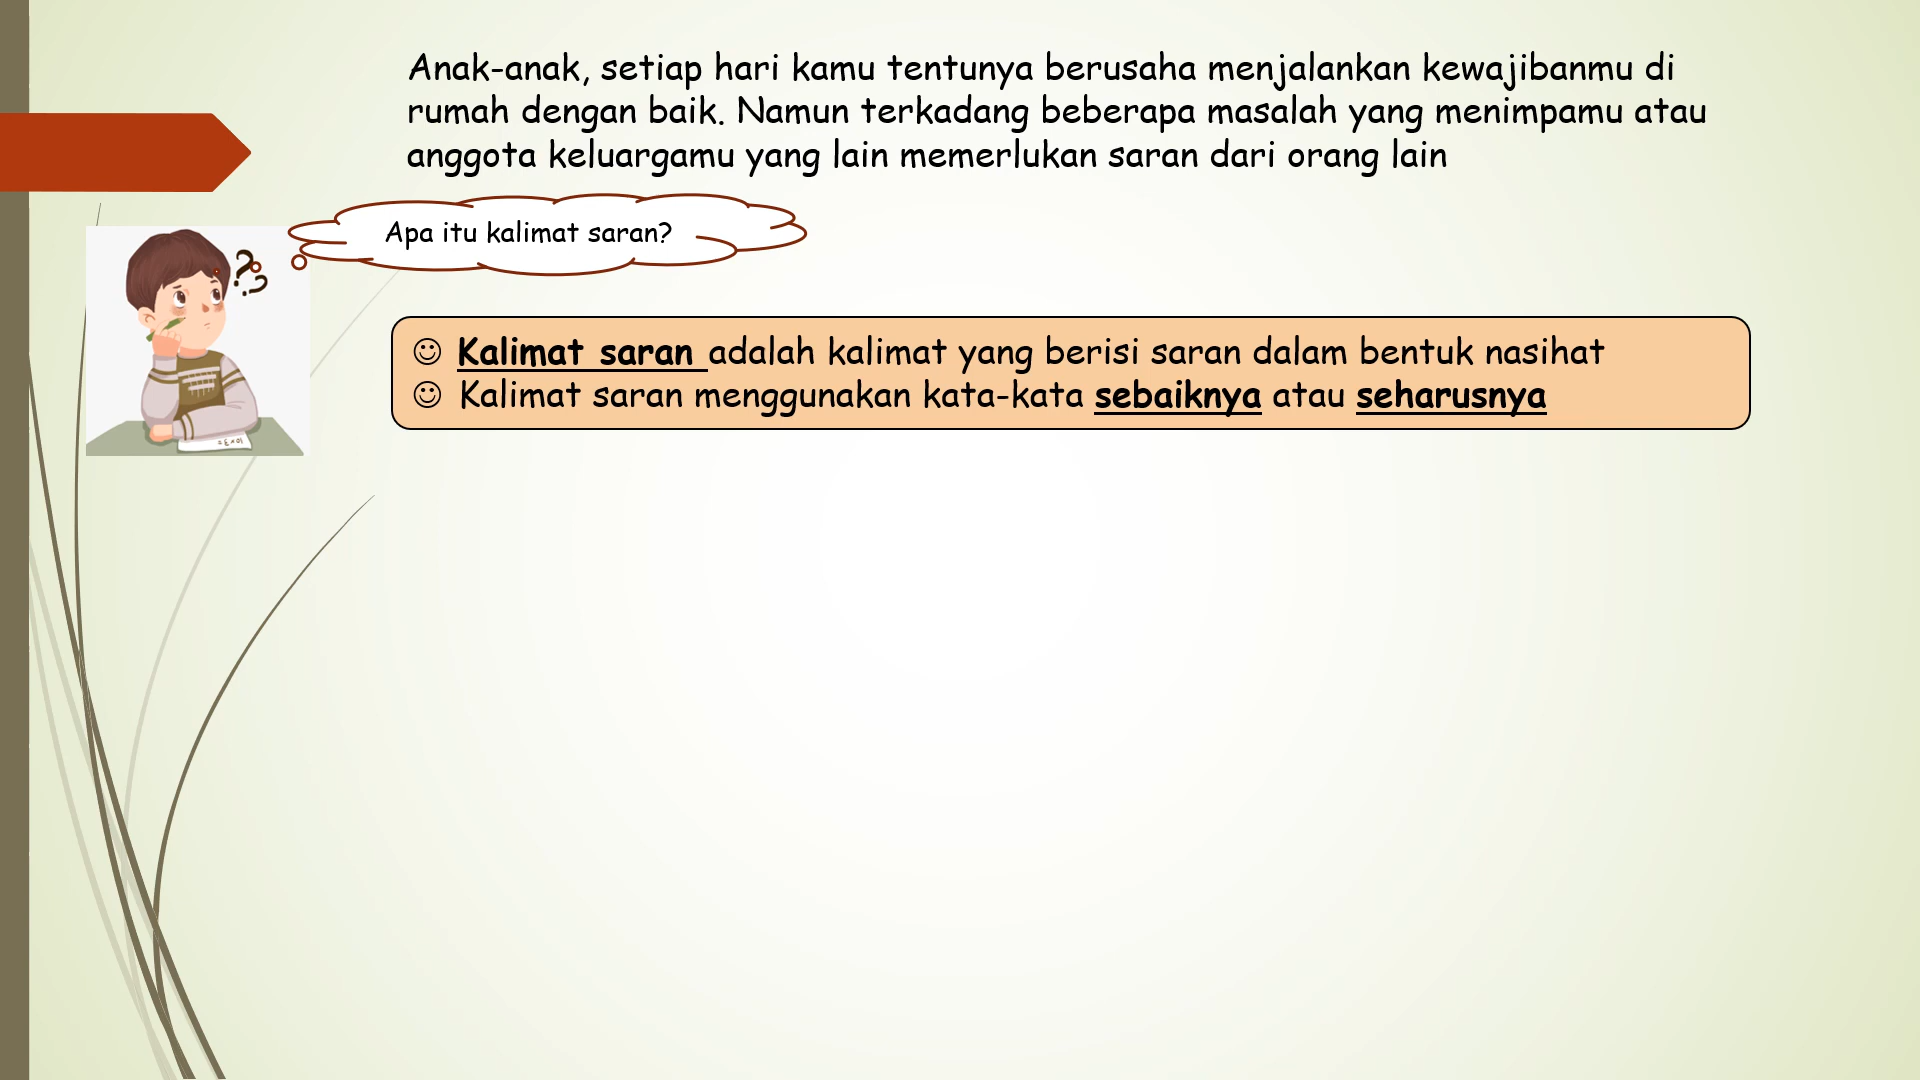 Anak-anak, setiap hari kamu tentunya berusaha menjalankan kewajibanmu di
rumah dengan baik. Namun terkadang beberapa masalah yang menimpamu atau
anggota keluargamu yang lain memerlukan saran dari orang lain
Apa itu kalimat saran?
☺ Kalimat saran adalah kalimat yang berisi saran dalam bentuk nasihat
☺ Kalimat saran menggunakan kata-kata sebaiknya atau seharusnya